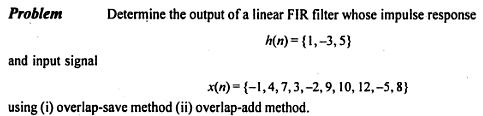 Problem Determine the output of a linear FIR filter whose impulse response
h(n) = {1, –3, 5}
and input signal
x(n) = {–1, 4, 7, 3, –2, 9, 10, 12, –5, 8}
using (i) overlap-save method (ii) overlap-add method.